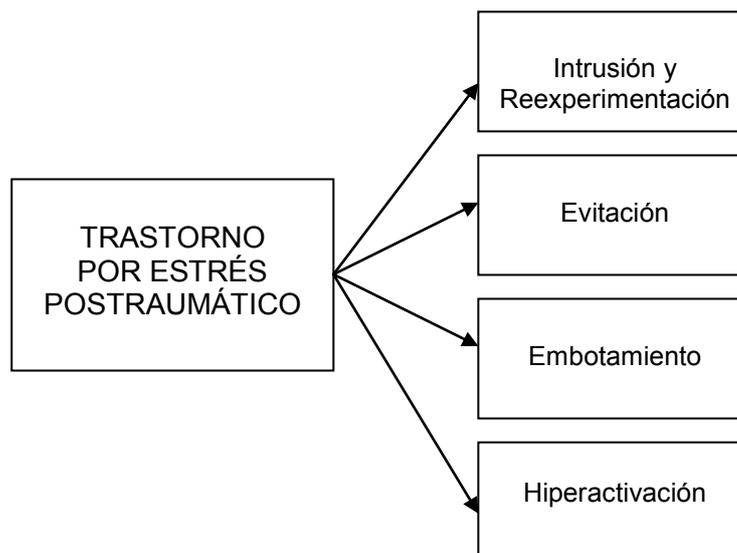 TRASTORNO
POR ESTRÉS
POSTRAUMÁTICO
Intrusión y
Reexperimentación
Evitación
Embotamiento
Hiperactivación